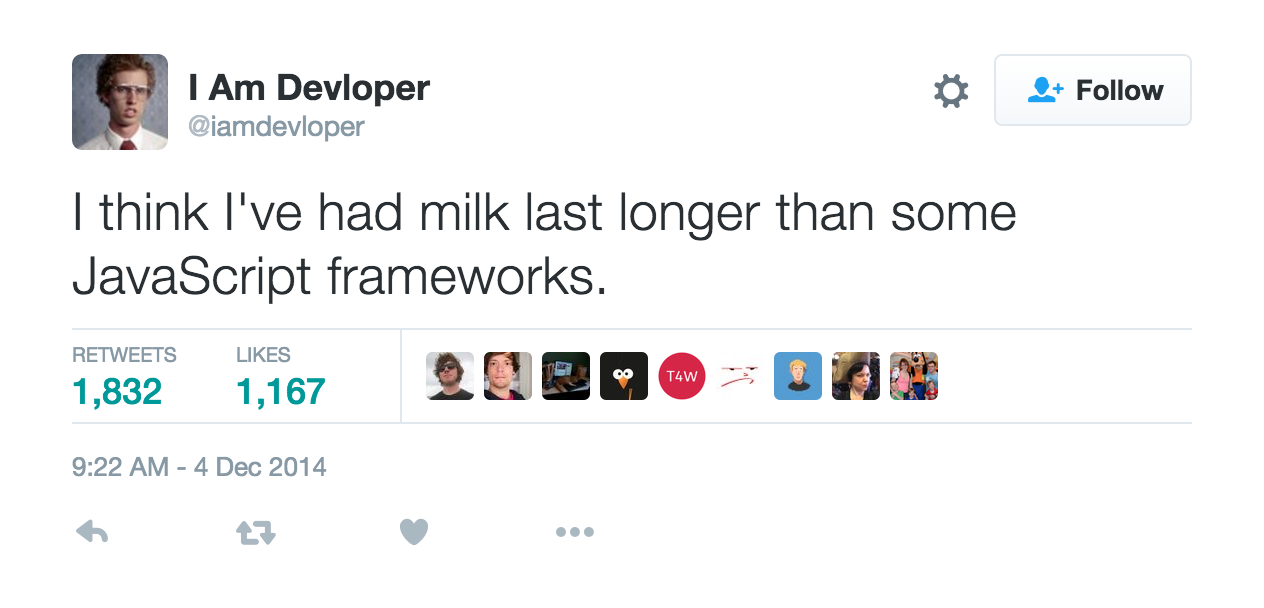 I Am Devloper
@iamdevloper
Follow
I think I've had milk last longer than some
JavaScript frameworks.
RETWEETS LIKES
1,832 1,167
T4W
9:22 AM - 4 Dec 2014